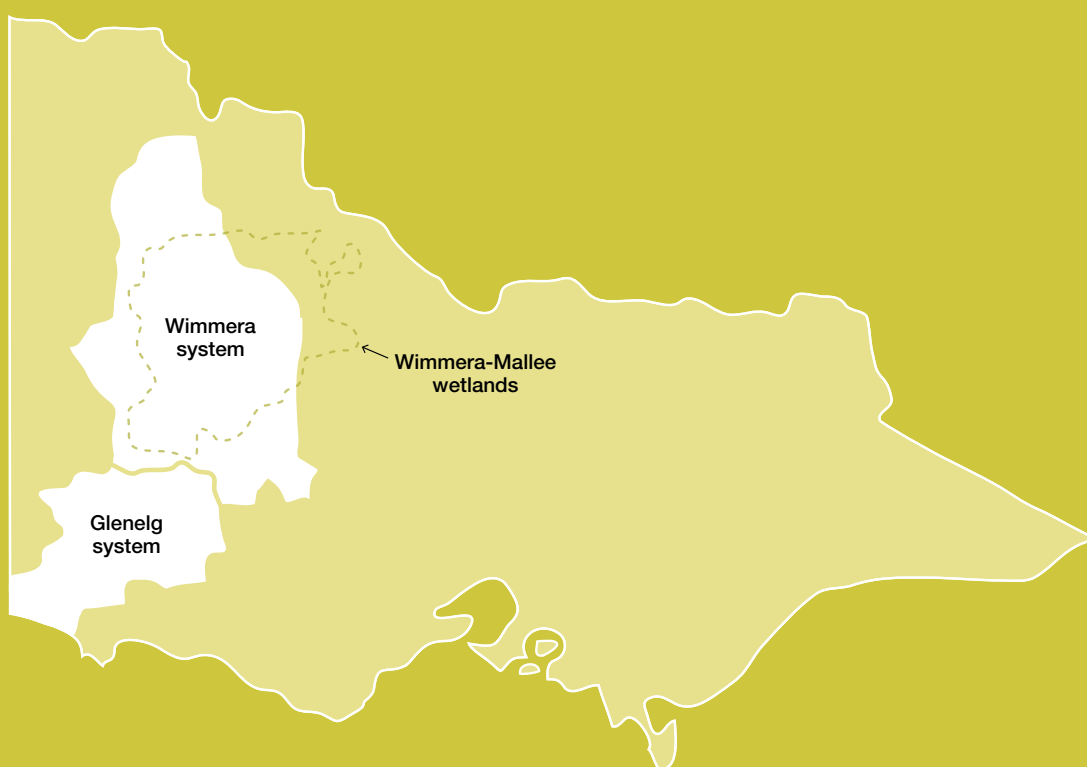 Wimmera
system
Wimmera-Mallee
wetlands
Glenelg
system